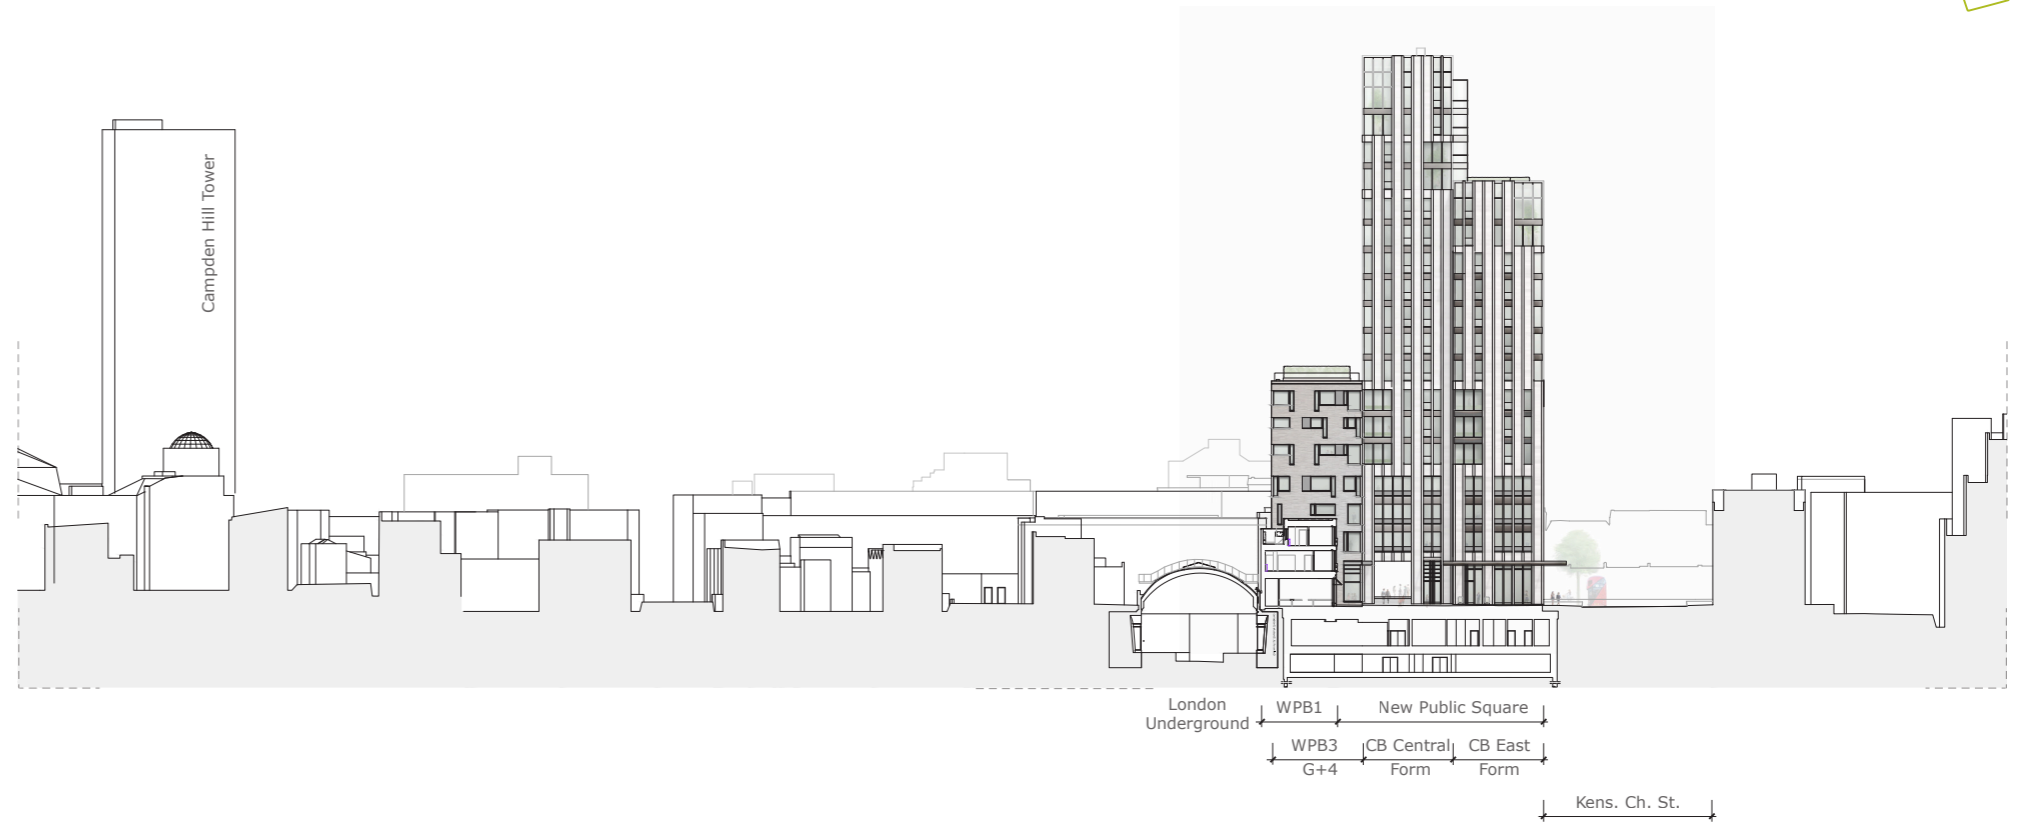 Campden Hill Tower
London
Underground
WPB1
New Public Square
WPB3
G+4
CB Central
Form
CB East
Form
Kens. Ch. St.